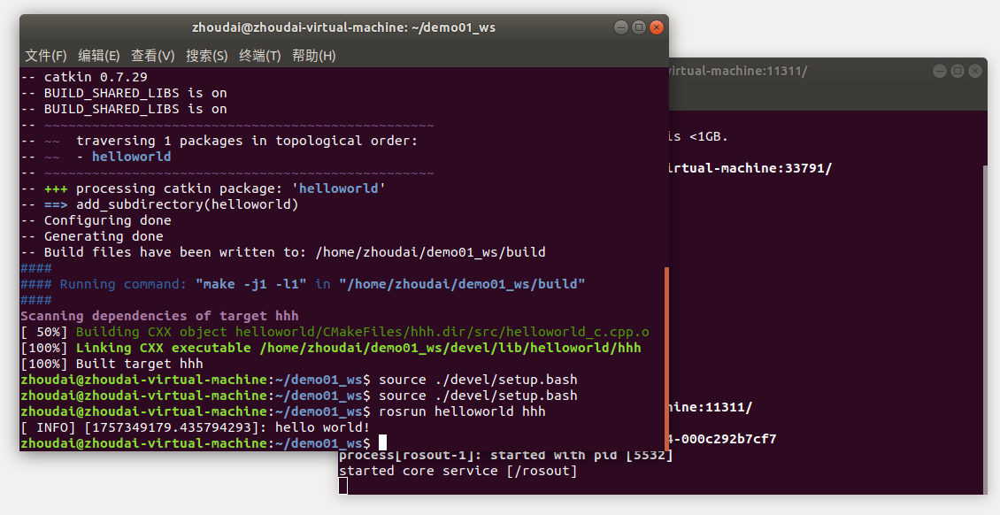 zhoudai@zhoudai-virtual-machine: ~/demo01_ws
文件(F) 编辑(E) 查看(V) 搜索(S) 终端(T) 帮助(H)
-- catkin 0.7.29
-- BUILD_SHARED_LIBS is on
-- BUILD_SHARED_LIBS is on
-- ~~~~~~~~~~~~~~~~~~~~~~~~~~~~~~~~~~~~~~~~~~~~~~~~~
-- ~~  traversing 1 packages in topological order:
-- ~~  - helloworld
-- ~~~~~~~~~~~~~~~~~~~~~~~~~~~~~~~~~~~~~~~~~~~~~~~~~
-- +++ processing catkin package: 'helloworld'
-- ==> add_subdirectory(helloworld)
-- Configuring done
-- Generating done
-- Build files have been written to: /home/zhoudai/demo01_ws/build
####
#### Running command: "make -j1 -l1" in "/home/zhoudai/demo01_ws/build"
####
Scanning dependencies of target hhh
[ 50%] Building CXX object helloworld/CMakeFiles/hhh.dir/src/helloworld_c.cpp.o
[100%] Linking CXX executable /home/zhoudai/demo01_ws/devel/lib/helloworld/hhh
[100%] Built target hhh
zhoudai@zhoudai-virtual-machine:~/demo01_ws$ source ./devel/setup.bash
zhoudai@zhoudai-virtual-machine:~/demo01_ws$ source ./devel/setup.bash
zhoudai@zhoudai-virtual-machine:~/demo01_ws$ rosrun helloworld hhh
[ INFO] [1757349179.435794293]: hello world!
zhoudai@zhoudai-virtual-machine:~/demo01_ws$
virtual-machine:11311/
is <1GB.
irtual-machine:33791/
hine:11311/
4-000c292b7cf7
process[rosout-1]: started with pid [5532]
started core service [/rosout]